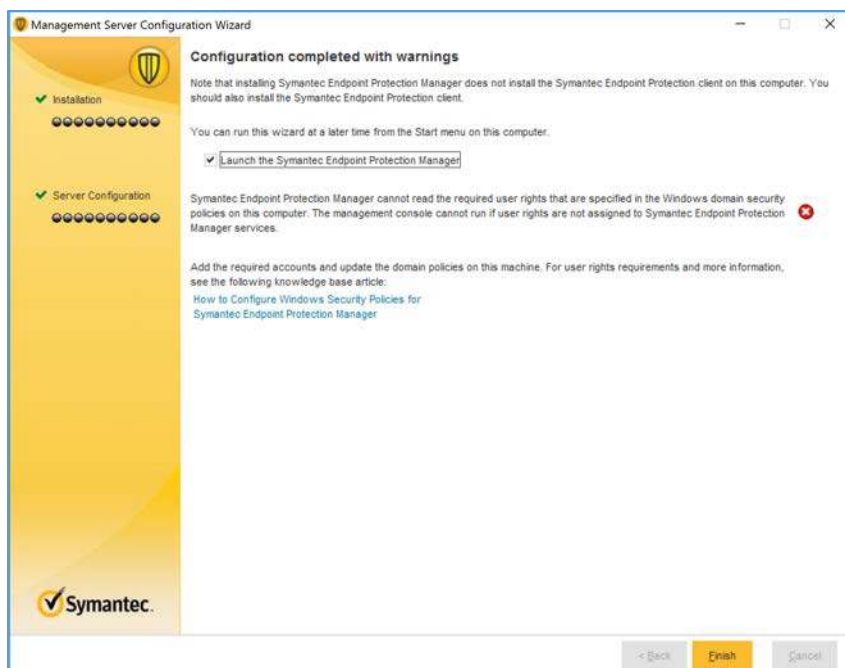 Management Server Configuration Wizard
Configuration completed with warnings
Note that installing Symantec Endpoint Protection Manager does not install the Symantec Endpoint Protection client on this computer. You
should also install the Symantec Endpoint Protection client.
Installation
You can run this wizard at a later time from the Start menu on this computer.
Launch the Symantec Endpoint Protection Manager
Server Configuration
Symantec Endpoint Protection Manager cannot read the required user rights that are specified in the Windows domain security
policies on this computer. The management console cannot run if user rights are not assigned to Symantec Endpoint Protection
Manager services.
Add the required accounts and update the domain policies on this machine. For user rights requirements and more information,
see the following knowledge base article:
How to Configure Windows Security Policies for
Symantec Endpoint Protection Manager
Symantec.
< Back
Finish
Cancel